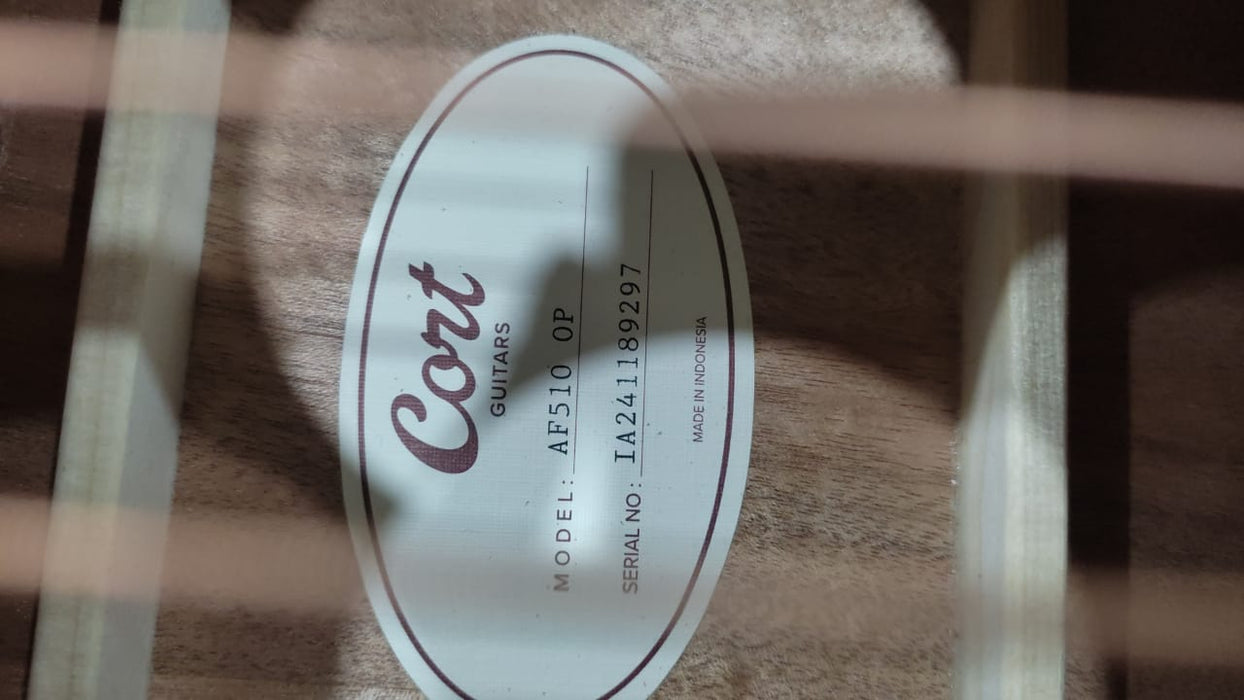 Cort
GUITARS
MODEL: AF510 OP
SERIAL NO: IA241189297
MADE IN INDONESIA